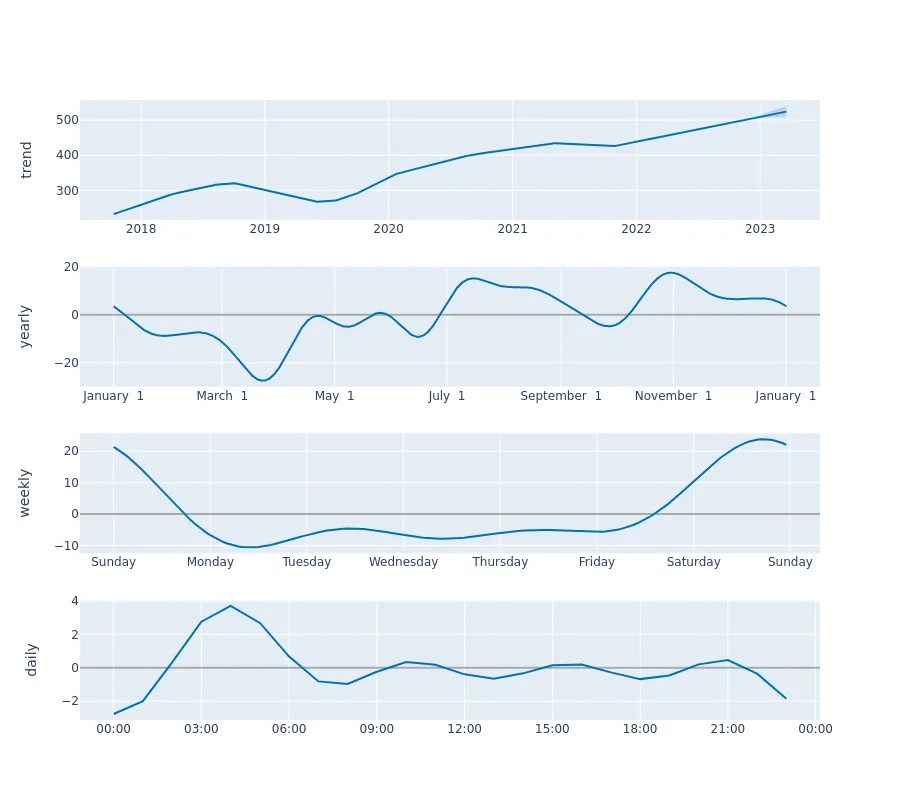 500
400
300
trend
2018 2019 2020 2021 2022 2023
20
0
−20
yearly
January 1 March 1 May 1 July 1 September 1 November 1 January 1
20
10
0
−10
weekly
Sunday Monday Tuesday Wednesday Thursday Friday Saturday Sunday
4
2
0
−2
daily
00:00 03:00 06:00 09:00 12:00 15:00 18:00 21:00 00:00